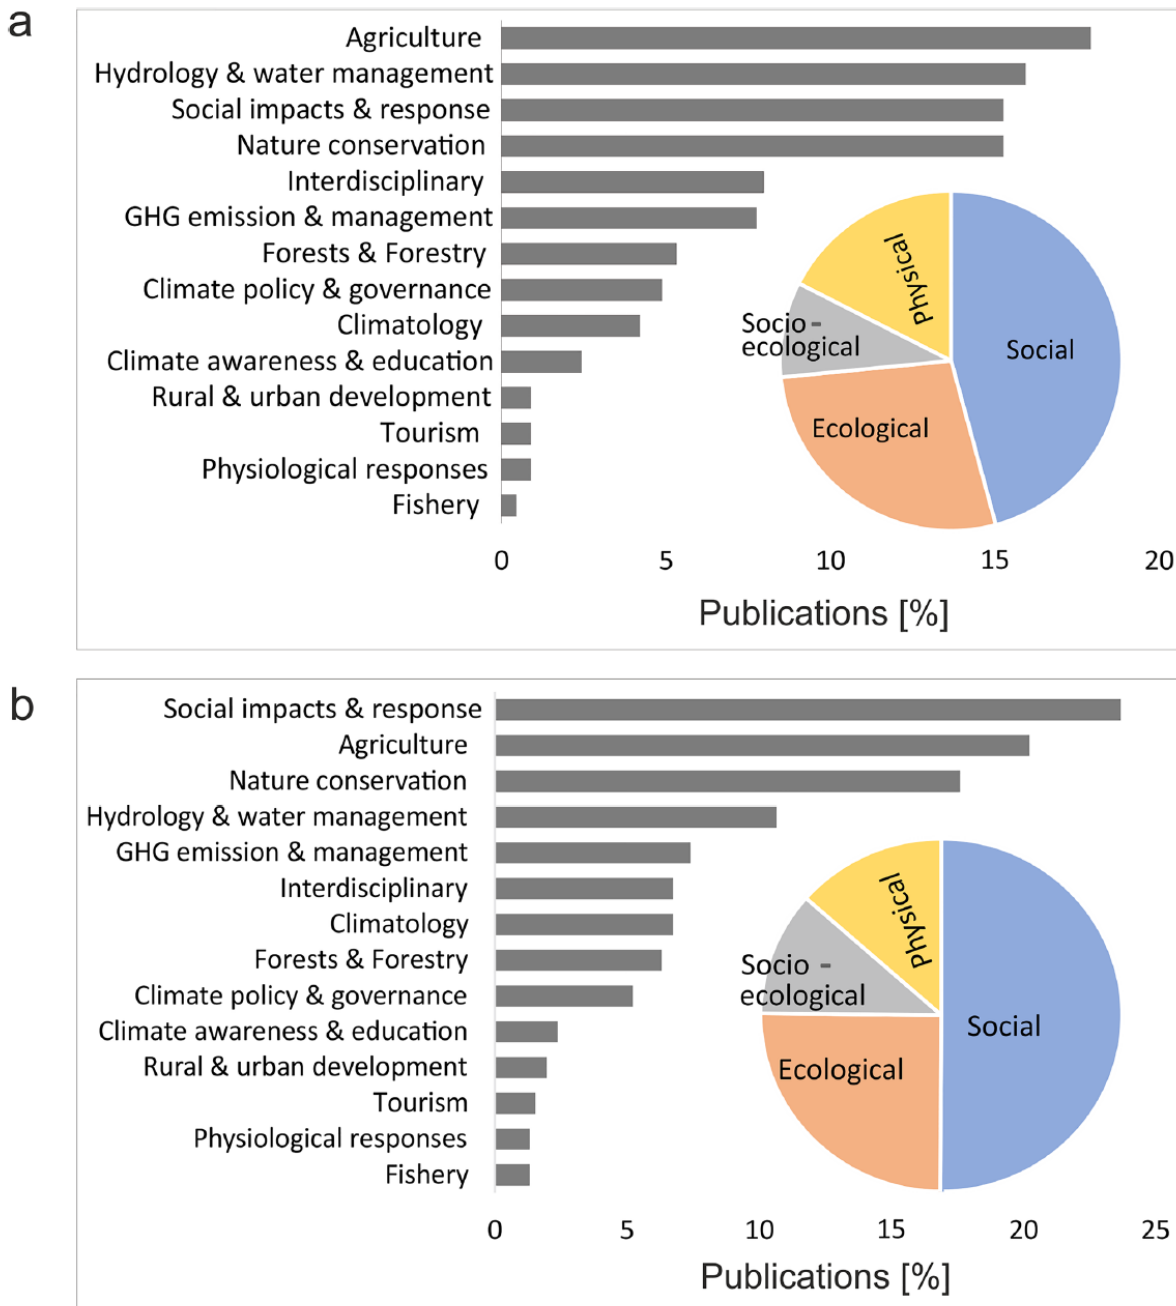 a
Agriculture
Hydrology & water management
Social impacts & response
Nature conservation
Interdisciplinary
GHG emission & management
Forests & Forestry
Climate policy & governance
Climatology
Climate awareness & education
Rural & urban development
Tourism
Physiological responses
Fishery
Physical
Socio-
ecological
Social
Ecological
0 5 10 15 20
Publications [%]
b
Social impacts & response
Agriculture
Nature conservation
Hydrology & water management
GHG emission & management
Interdisciplinary
Climatology
Forests & Forestry
Climate policy & governance
Climate awareness & education
Rural & urban development
Tourism
Physiological responses
Fishery
Physical
Socio -
ecological
Social
Ecological
0 5 10 15 20 25
Publications [%]